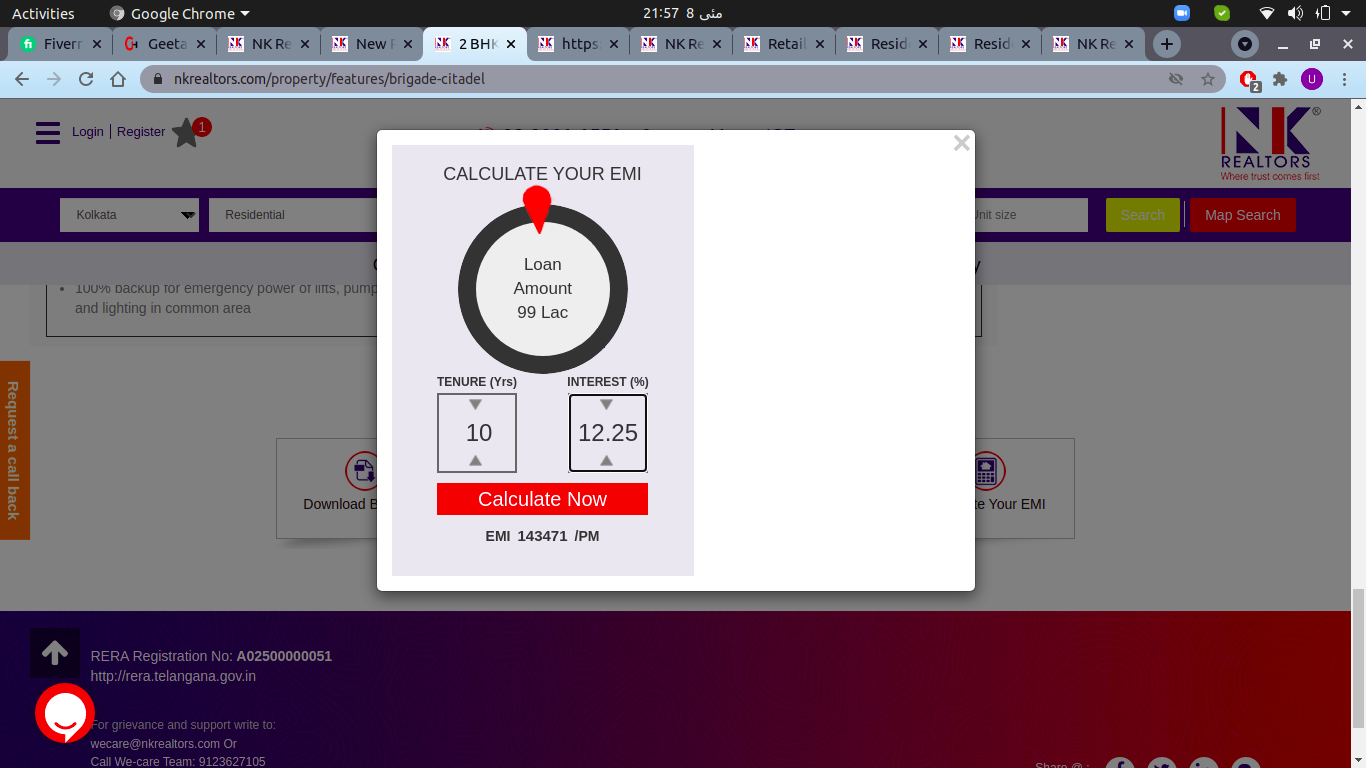 Activities Google Chrome 21:57 8 مئی
Fiverr Geeta NK Re New 2 BHK https NK Re Retail Resid Resid NK Re
nkrealtors.com/property/features/brigade-citadel 2 U
Login | Register 1
NK ®
REALTORS
Where trust comes first
Kolkata Residential Unit size Search Map Search
100% backup for emergency power of lifts, pump
and lighting in common area
CALCULATE YOUR EMI
Loan
Amount
99 Lac
TENURE (Yrs) INTEREST (%)
10 12.25
Calculate Now
EMI 143471 /PM
Request a call back
Download
Your EMI
RERA Registration No: A02500000051
http://rera.telangana.gov.in
For grievance and support write to:
wecare@nkrealtors.com Or
Call We-care Team: 9123627105
Share @ :